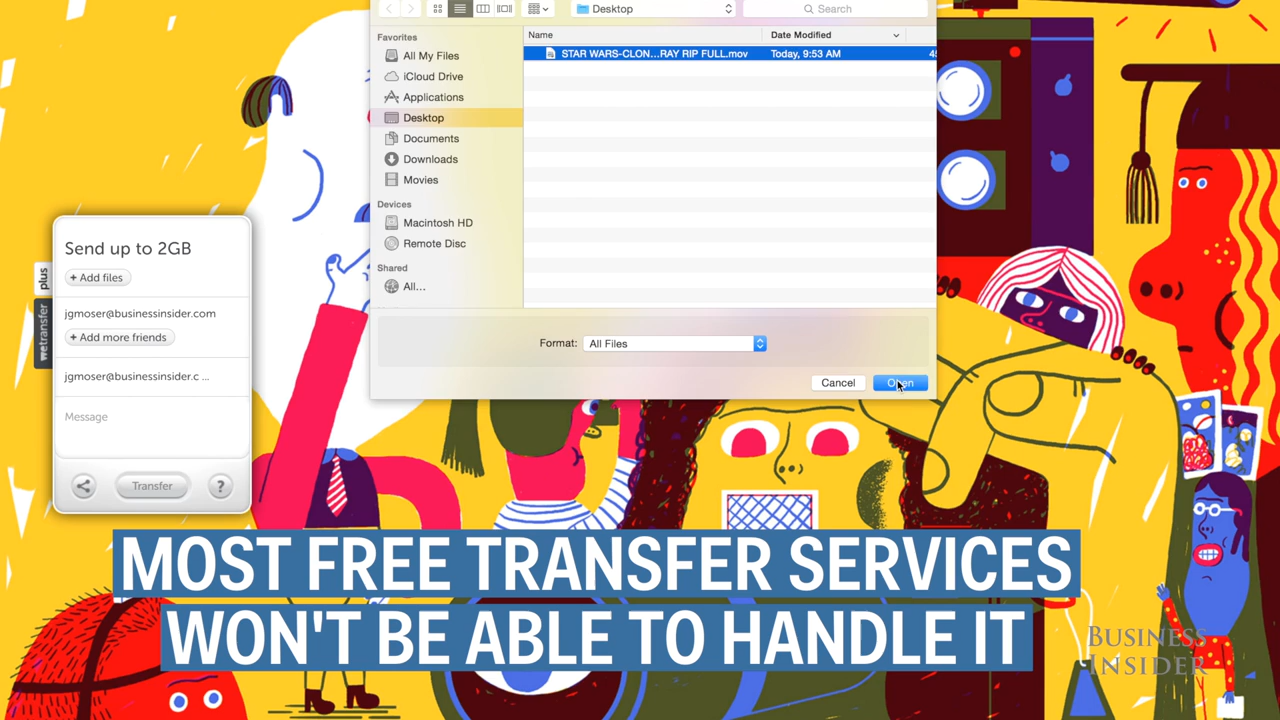 Desktop
Search
Favorites
All My Files
iCloud Drive
Applications
Desktop
Documents
Downloads
Movies
Devices
Macintosh HD
Remote Disc
Shared
All...
Name
Date Modified
STAR WARS-CLON...RAY RIP FULL.mov
Today, 9:53 AM
Format:
All Files
Cancel
Open
plus
wetransfer
Send up to 2GB
+ Add files
jgmoser@businessinsider.com
+ Add more friends
jgmoser@businessinsider.c ...
Message
Transfer
?
MOST FREE TRANSFER SERVICES
WON'T BE ABLE TO HANDLE IT
BUSINESS
INSIDER